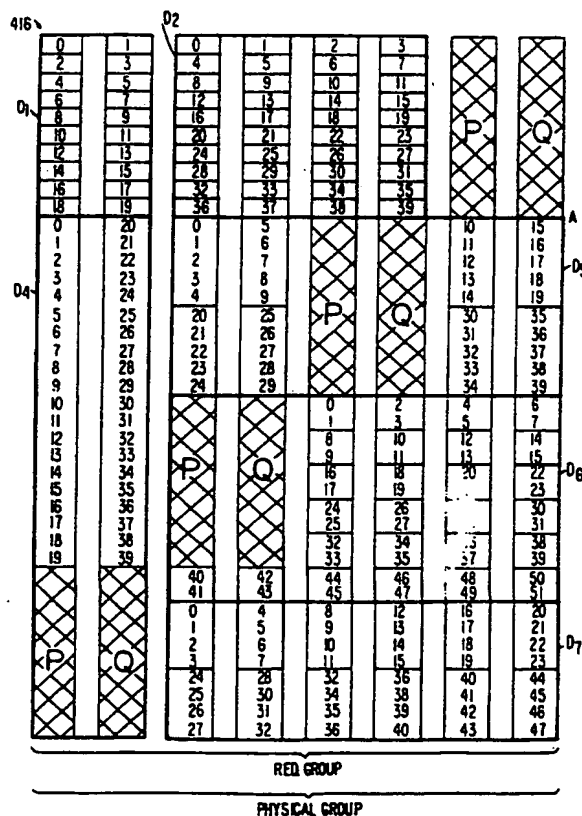 416
D2
0 1 0 1 2 3
2 3 4 5 6 7
4 5 8 9 10 11
6 7 12 13 14 15
D1
8 9 16 17 18 19
10 11 20 21 22 23
P Q
12 13 24 25 26 27
14 15 28 29 30 31
16 17 32 33 34 35
18 19 36 37 38 39
A
0 20 0 5 10 15
1 21 1 6 11 16
2 22 2 7 12 17
3 23 3 8 13 18
D4
4 24 4 9 14 19
5 25 20 25 30 35
P Q
6 26 21 26 31 36
7 27 22 27 32 37
8 28 23 28 33 38
9 29 24 29 34 39
10 30 0 2 4 6
11 31 1 3 5 7
12 32 8 10 12 14
13 33 9 11 13 15
P Q
14 34 16 18 20 22
D6
15 35 17 19 23
16 36 24 26 30
17 37 25 27 31
18 38 32 34 38
19 39 33 35 37 39
40 42 44 46 48 50
41 43 45 47 49 51
0 4 8 12 16 20
1 5 9 13 17 21
D7
2 6 10 14 18 22
P Q
3 7 11 15 19 23
24 28 32 36 40 44
25 30 34 38 41 45
26 31 35 39 42 46
27 32 36 40 43 47
RED. GROUP
PHYSICAL GROUP